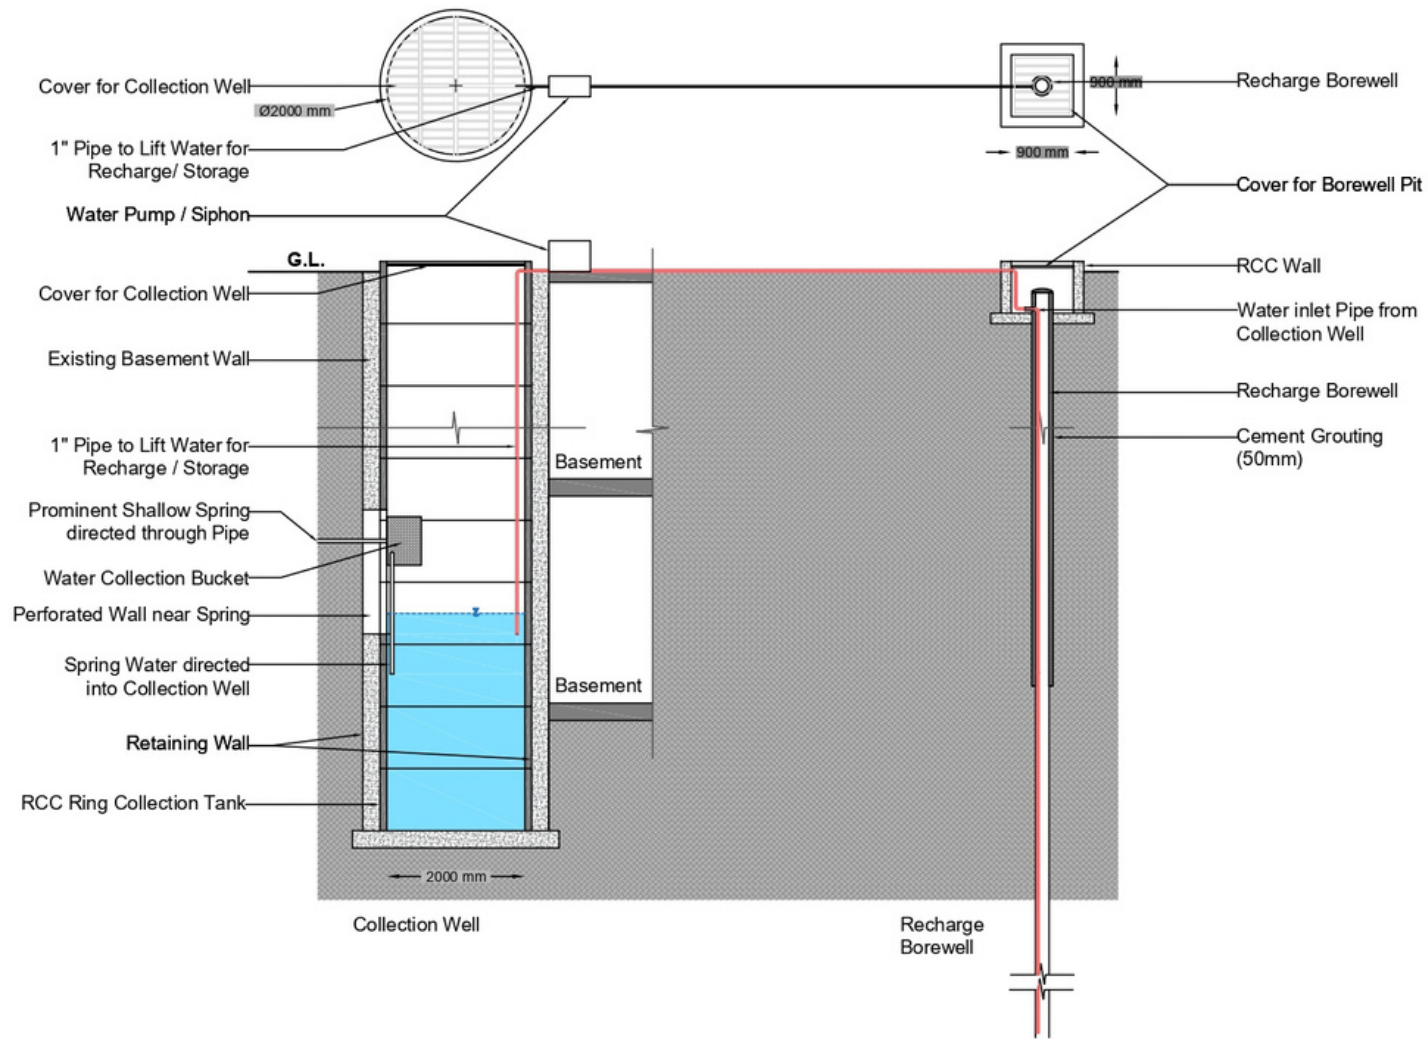 Cover for Collection Well
Ø2000 mm
1" Pipe to Lift Water for
Recharge/ Storage
Water Pump / Siphon
900 mm
900 mm
Recharge Borewell
Cover for Borewell Pit
G.L.
Cover for Collection Well
Existing Basement Wall
1" Pipe to Lift Water for
Recharge / Storage
Prominent Shallow Spring
directed through Pipe
Water Collection Bucket
Perforated Wall near Spring
Spring Water directed
into Collection Well
Retaining Wall
RCC Ring Collection Tank
Basement
Basement
RCC Wall
Water inlet Pipe from
Collection Well
Recharge Borewell
Cement Grouting
(50mm)
2000 mm
Collection Well
Recharge
Borewell